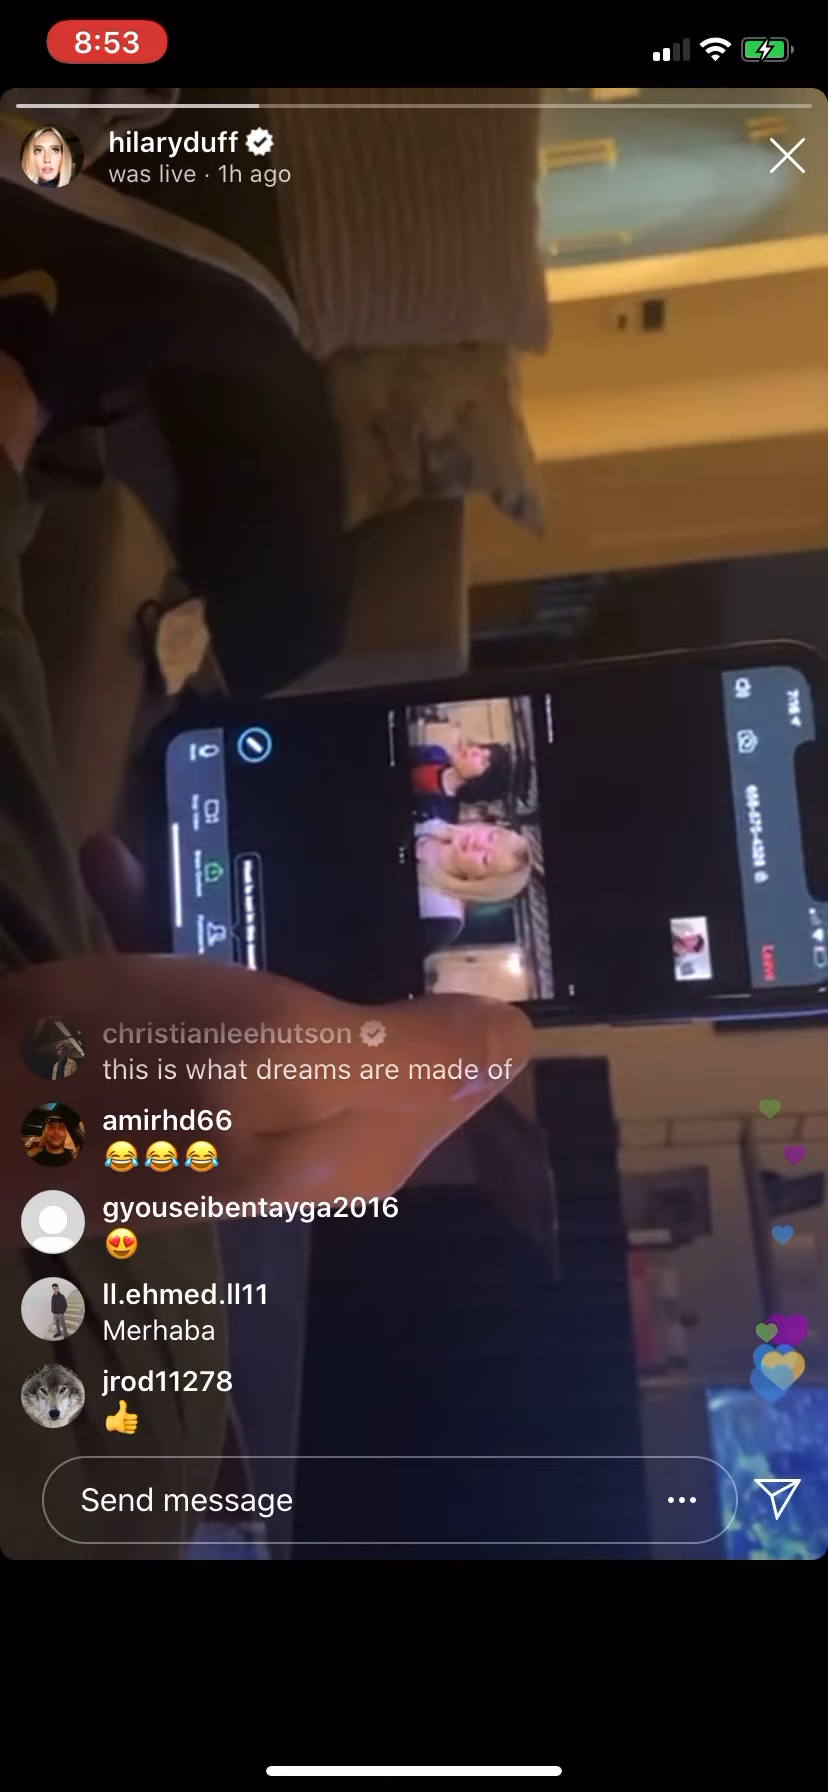 8:53
hilaryduff
was live · 1h ago
Leave
christianleehutson
this is what dreams are made of
amirhd66
😂😂😂
gyouseibentayga2016
😍
ll.ehmed.ll11
Merhaba
jrod11278
👍
Send message